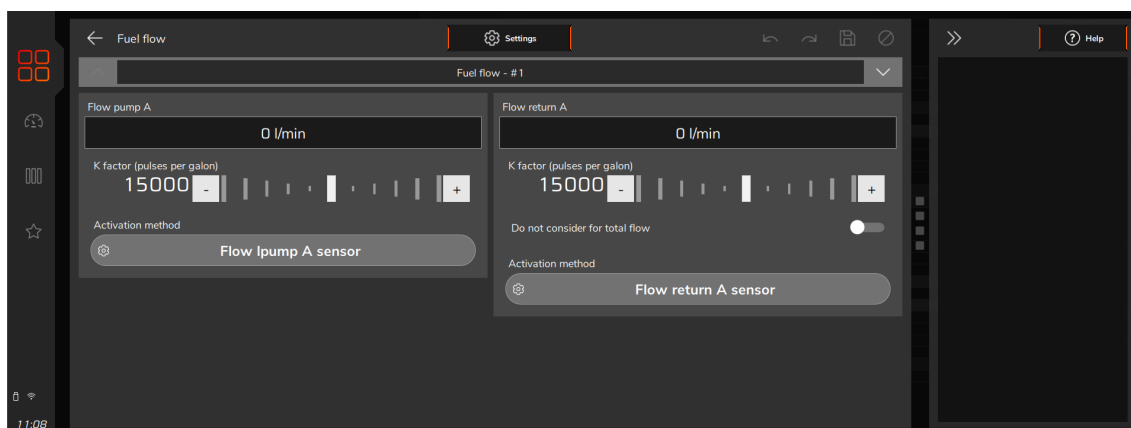 Fuel flow
Settings
Help
Fuel flow - #1
Flow pump A
0 l/min
K factor (pulses per galon)
15000
-
+
Activation method
Flow lpump A sensor
Flow return A
0 l/min
K factor (pulses per galon)
15000
-
+
Do not consider for total flow
Activation method
Flow return A sensor
11:08